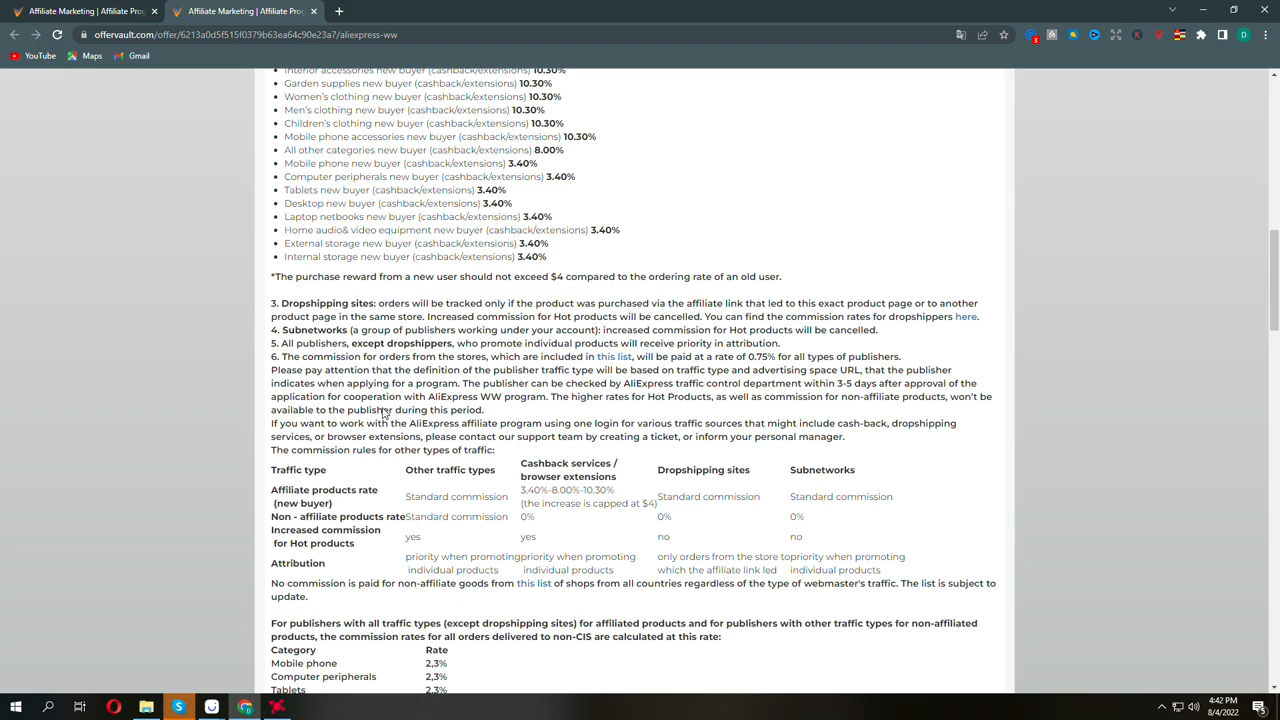 Affiliate Marketing | Affiliate Prog
Affiliate Marketing | Affiliate Prog
offervault.com/offer/6213a0d5f515f0379b63ea64c90e23a7/aliexpress-ww
3
D
YouTube
Maps
Gmail
Interior accessories new buyer (cashback/extensions) 10.30%
• Garden supplies new buyer (cashback/extensions) 10.30%
• Women's clothing new buyer (cashback/extensions) 10.30%
• Men's clothing new buyer (cashback/extensions) 10.30%
• Children's clothing new buyer (cashback/extensions) 10.30%
• Mobile phone accessories new buyer (cashback/extensions) 10.30%
• All other categories new buyer (cashback/extensions) 8.00%
• Mobile phone new buyer (cashback/extensions) 3.40%
• Computer peripherals new buyer (cashback/extensions) 3.40%
• Tablets new buyer (cashback/extensions) 3.40%
• Desktop new buyer (cashback/extensions) 3.40%
• Laptop netbooks new buyer (cashback/extensions) 3.40%
• Home audio& video equipment new buyer (cashback/extensions) 3.40%
• External storage new buyer (cashback/extensions) 3.40%
• Internal storage new buyer (cashback/extensions) 3.40%
*The purchase reward from a new user should not exceed $4 compared to the ordering rate of an old user.
3. Dropshipping sites: orders will be tracked only if the product was purchased via the affiliate link that led to this exact product page or to another
product page in the same store. Increased commission for Hot products will be cancelled. You can find the commission rates for dropshippers here.
4. Subnetworks (a group of publishers working under your account): increased commission for Hot products will be cancelled.
5. All publishers, except dropshippers, who promote individual products will receive priority in attribution.
6. The commission for orders from the stores, which are included in this list, will be paid at a rate of 0.75% for all types of publishers.
Please pay attention that the definition of the publisher traffic type will be based on traffic type and advertising space URL, that the publisher
indicates when applying for a program. The publisher can be checked by AliExpress traffic control department within 3-5 days after approval of the
application for cooperation with AliExpress WW program. The higher rates for Hot Products, as well as commission for non-affiliate products, won't be
available to the publisher during this period.
If you want to work with the AliExpress affiliate program using one login for various traffic sources that might include cash-back, dropshipping
services, or browser extensions, please contact our support team by creating a ticket, or inform your personal manager.
The commission rules for other types of traffic:
Traffic type Other traffic types Cashback services / browser extensions Dropshipping sites Subnetworks
Affiliate products rate (new buyer) Standard commission 3.40%-8.00%-10.30% (the increase is capped at $4) Standard commission Standard commission
Non - affiliate products rate Standard commission 0% 0% 0%
Increased commission for Hot products yes yes no no
Attribution priority when promoting individual products priority when promoting individual products only orders from the store to which the affiliate link led priority when promoting individual products
No commission is paid for non-affiliate goods from this list of shops from all countries regardless of the type of webmaster's traffic. The list is subject to
update.
For publishers with all traffic types (except dropshipping sites) for affiliated products and for publishers with other traffic types for non-affiliated
products, the commission rates for all orders delivered to non-CIS are calculated at this rate:
Category Rate
Mobile phone 2,3%
Computer peripherals 2,3%
Tablets 2.3%
4:42 PM
8/4/2022
5